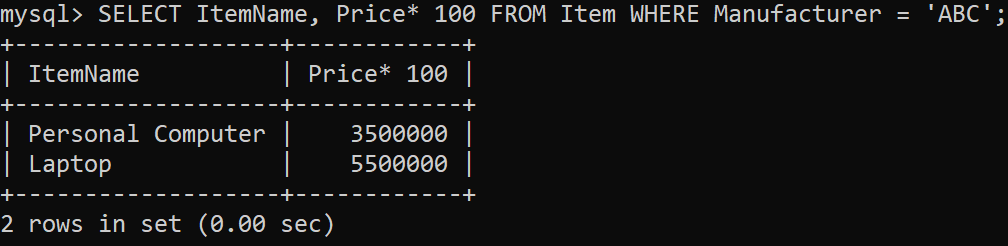 mysql> SELECT ItemName, Price* 100 FROM Item WHERE Manufacturer = 'ABC';
+-------------------+------------+
| ItemName          | Price* 100 |
+-------------------+------------+
| Personal Computer |    3500000 |
| Laptop            |    5500000 |
+-------------------+------------+
2 rows in set (0.00 sec)